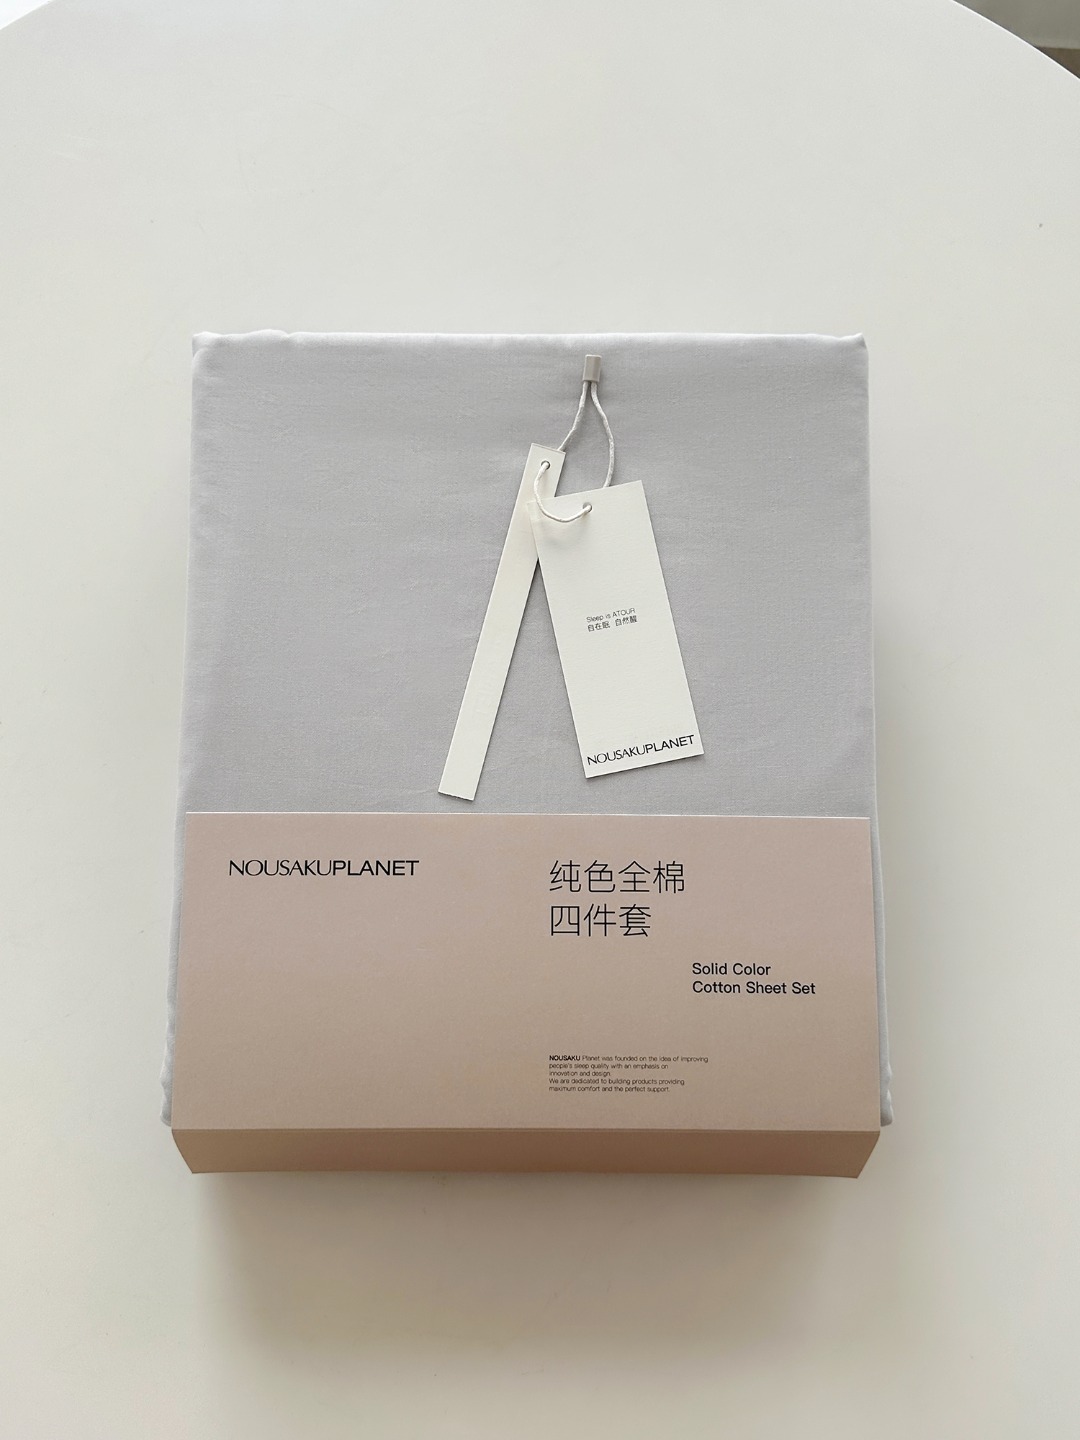 Sleep is ATOUR
自在眠 自然醒
NOUSAKUPLANET
NOUSAKUPLANET
纯色全棉
四件套
Solid Color
Cotton Sheet Set
NOUSAKU Planet was founded on the idea of improving
people's sleep quality with an emphasis on
innovation and design.
We are dedicated to building products providing
maximum comfort and the perfect support.